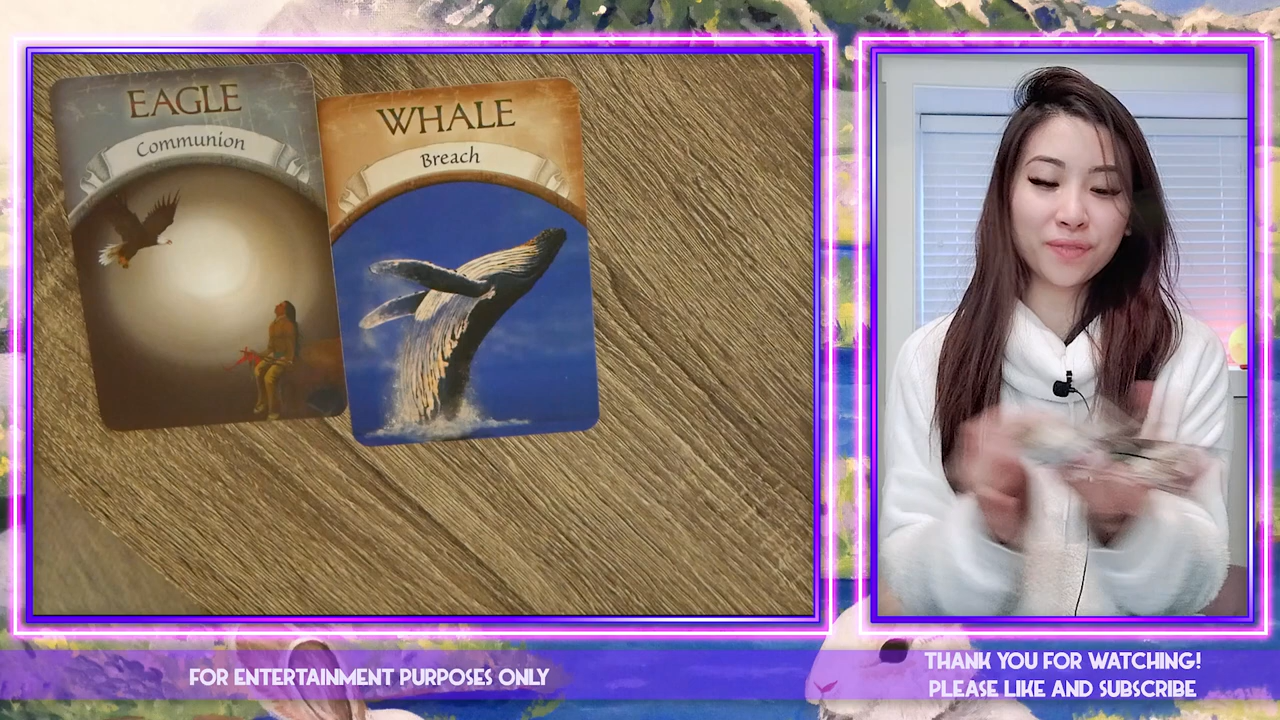 EAGLE
Communion
WHALE
Breach
FOR ENTERTAINMENT PURPOSES ONLY
THANK YOU FOR WATCHING!
PLEASE LIKE AND SUBSCRIBE